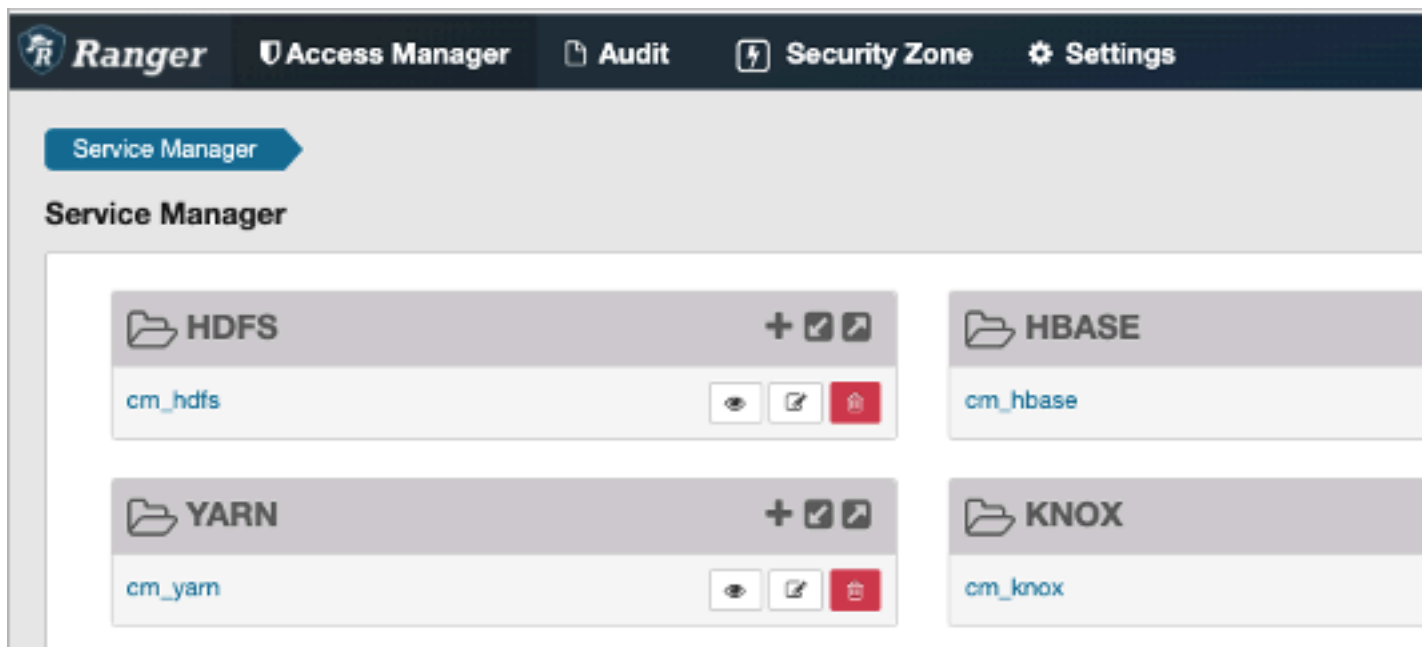 Ranger Access Manager Audit Security Zone Settings
Service Manager
Service Manager
HDFS HBASE
cm_hdfs cm_hbase
YARN KNOX
cm_yarn cm_knox